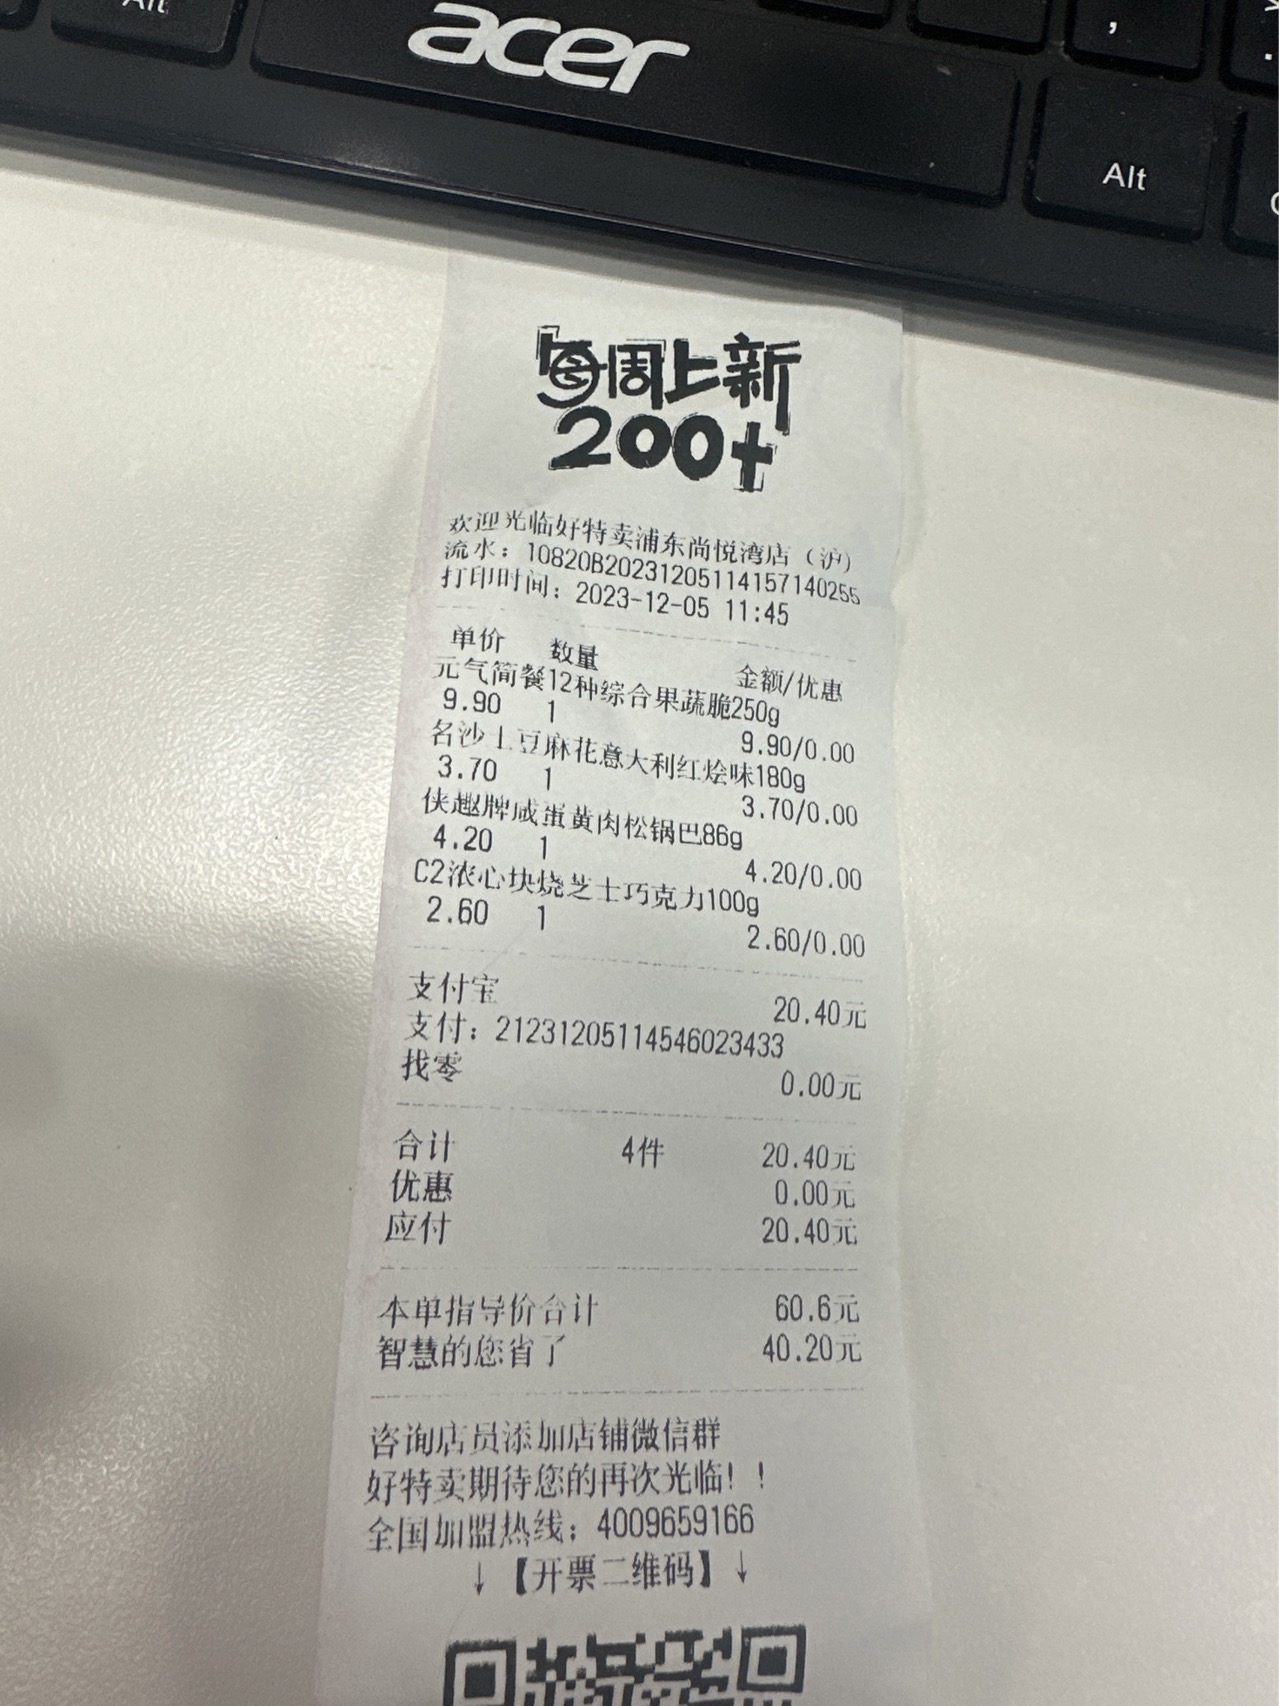 Alt
acer
,
Alt
每周上新
200+
欢迎光临好特卖浦东尚悦湾店（沪）
流水：10820B20231205114157140255
打印时间：2023-12-05 11:45
单价 数量 金额/优惠
元气简餐12种综合果蔬脆250g
9.90 1 9.90/0.00
名沙土豆麻花意大利红烩味180g
3.70 1 3.70/0.00
侠趣牌咸蛋黄肉松锅巴86g
4.20 1 4.20/0.00
C2浓心块烧芝士巧克力100g
2.60 1 2.60/0.00
支付宝 20.40元
支付：21231205114546023433
找零 0.00元
合计 4件 20.40元
优惠 0.00元
应付 20.40元
本单指导价合计 60.6元
智慧的您省了 40.20元
咨询店员添加店铺微信群
好特卖期待您的再次光临！！
全国加盟热线：4009659166
↓【开票二维码】↓